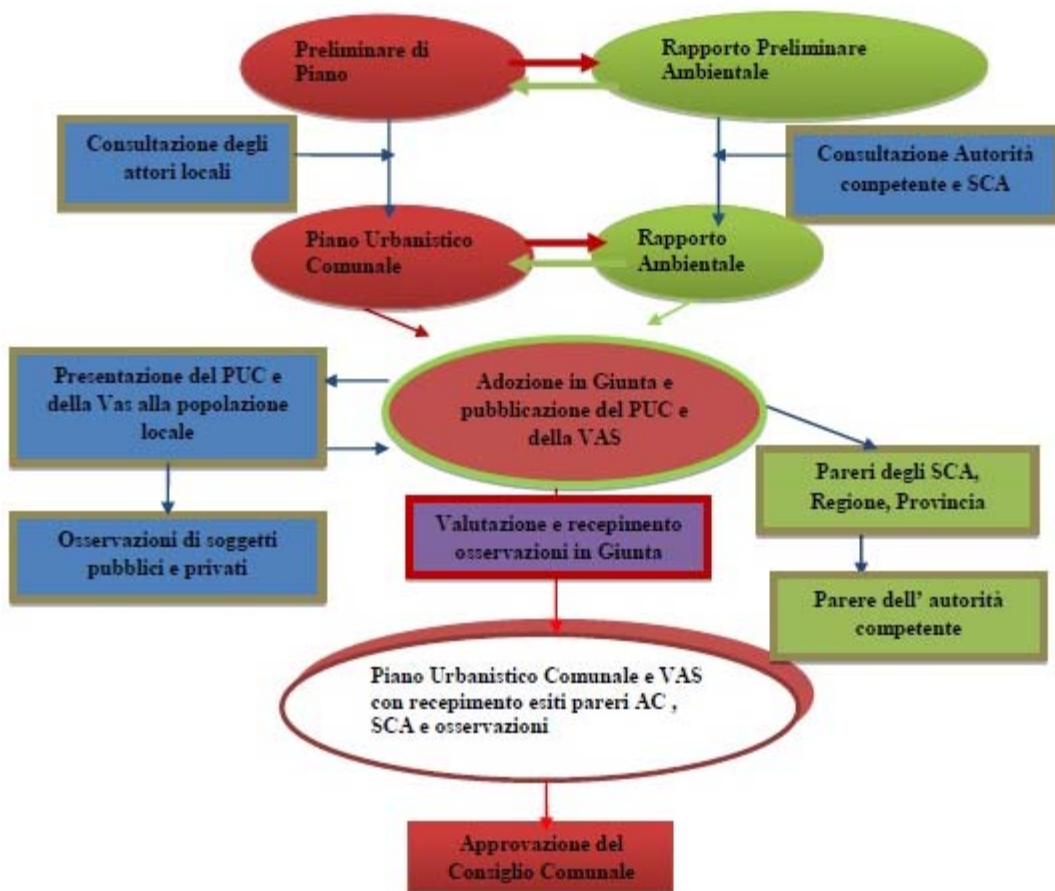 Preliminare di
Piano
Rapporto Preliminare
Ambientale
Consultazione degli
attori locali
Consultazione Autorità
competente e SCA
Piano Urbanistico
Comunale
Rapporto
Ambientale
Presentazione del PUC e
della Vas alla popolazione
locale
Adozione in Giunta e
pubblicazione del PUC e
della VAS
Pareri degli SCA,
Regione, Provincia
Osservazioni di soggetti
pubblici e privati
Valutazione e recepimento
osservazioni in Giunta
Parere dell’ autorità
competente
Piano Urbanistico Comunale e VAS
con recepimento esiti pareri AC ,
SCA e osservazioni
Approvazione del
Consiglio Comunale